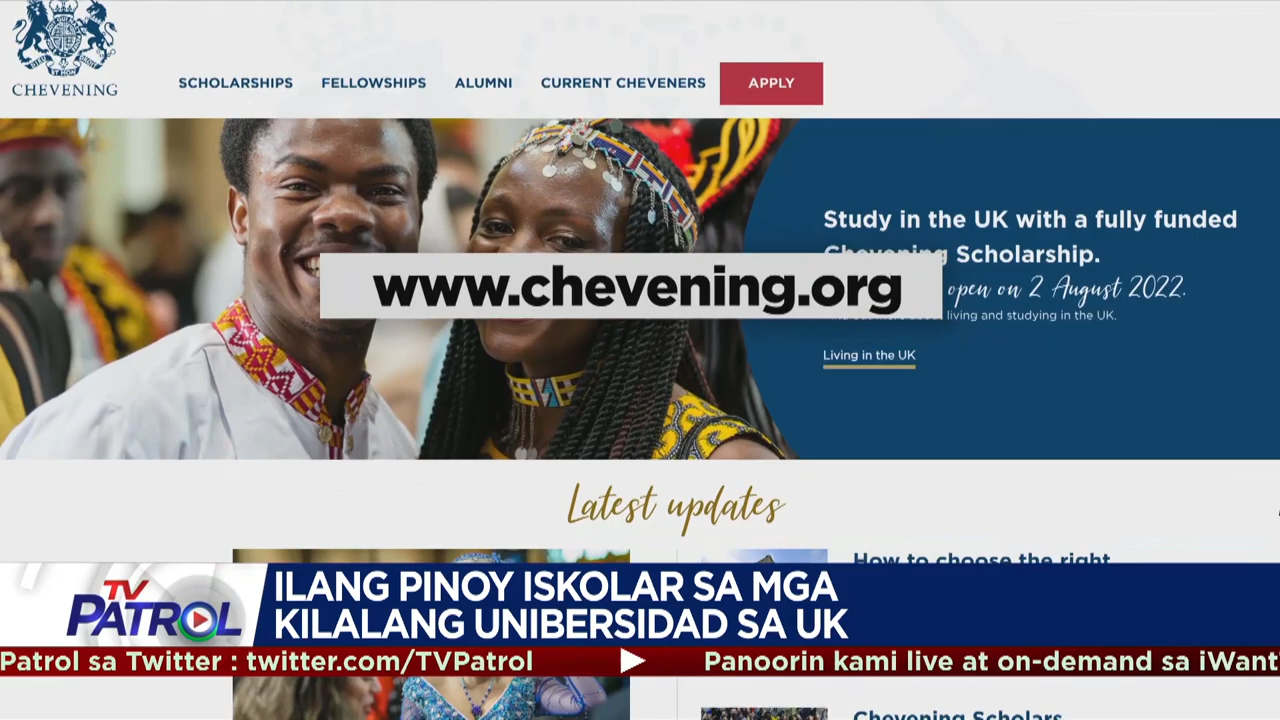 CHEVENING
SCHOLARSHIPS FELLOWSHIPS ALUMNI CURRENT CHEVENERS APPLY
Study in the UK with a fully funded
Scholarship.
www.chevening.org
open on 2 August 2022.
living and studying in the UK.
Living in the UK
Latest updates
How to choose the right
TV PATROL
ILANG PINOY ISKOLAR SA MGA
KILALANG UNIBERSIDAD SA UK
Patrol sa Twitter : twitter.com/TVPatrol Panoorin kami live at on-demand sa iWant
Chevening Scholars